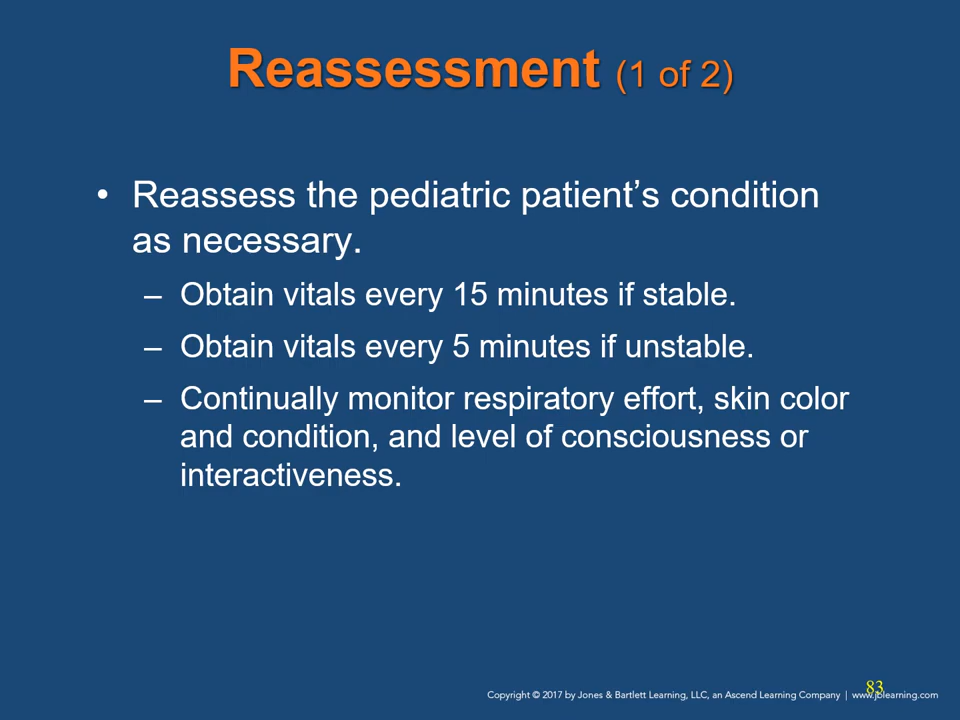 Reassessment (1 of 2)
• Reassess the pediatric patient’s condition
as necessary.
– Obtain vitals every 15 minutes if stable.
– Obtain vitals every 5 minutes if unstable.
– Continually monitor respiratory effort, skin color
and condition, and level of consciousness or
interactiveness.
83
Copyright © 2017 by Jones & Bartlett Learning, LLC, an Ascend Learning Company | www.jblearning.com